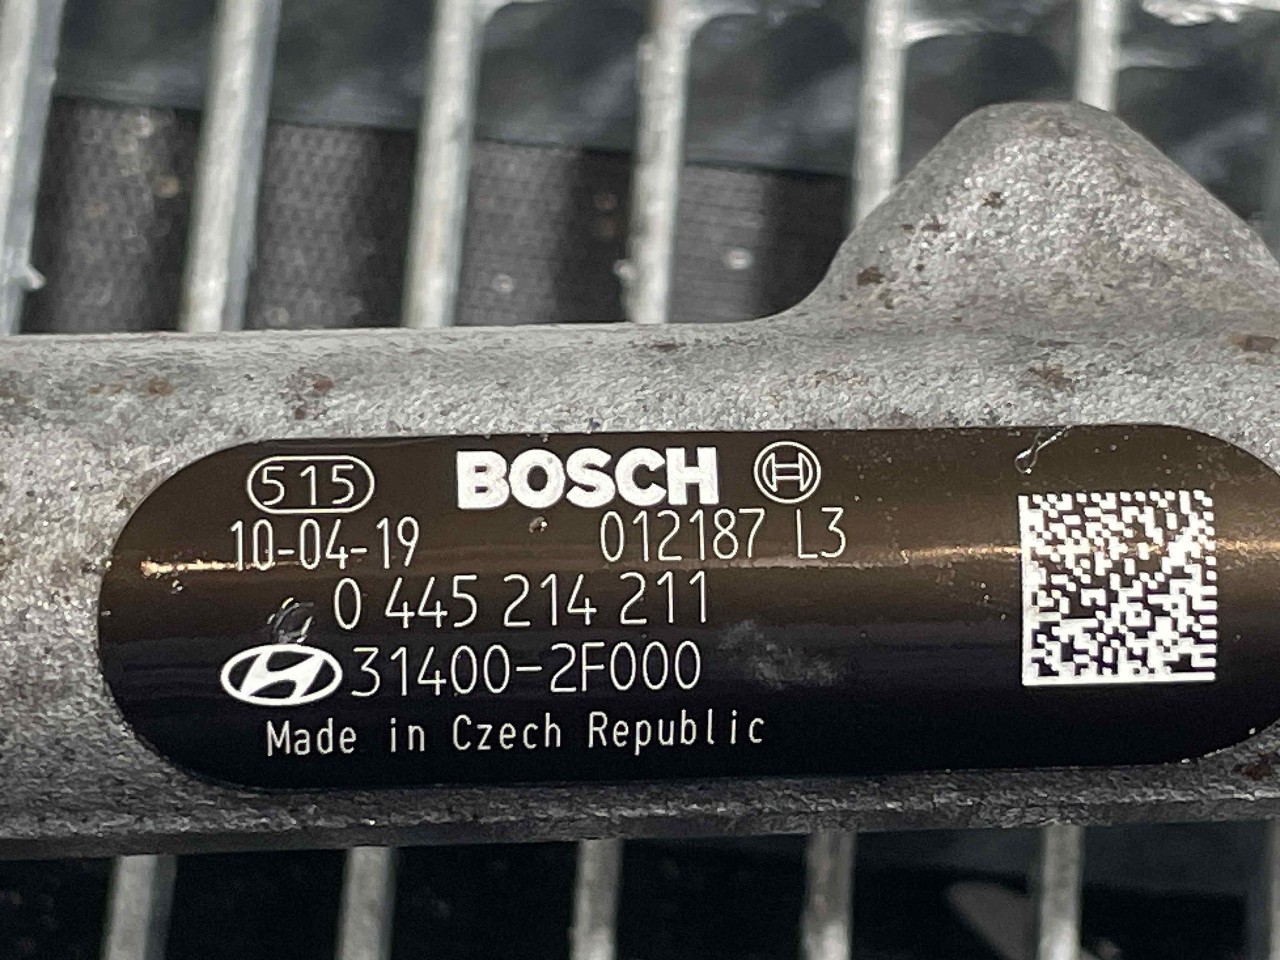 515 BOSCH
10-04-19 012187 L3
0 445 214 211
31400-2F000
Made in Czech Republic